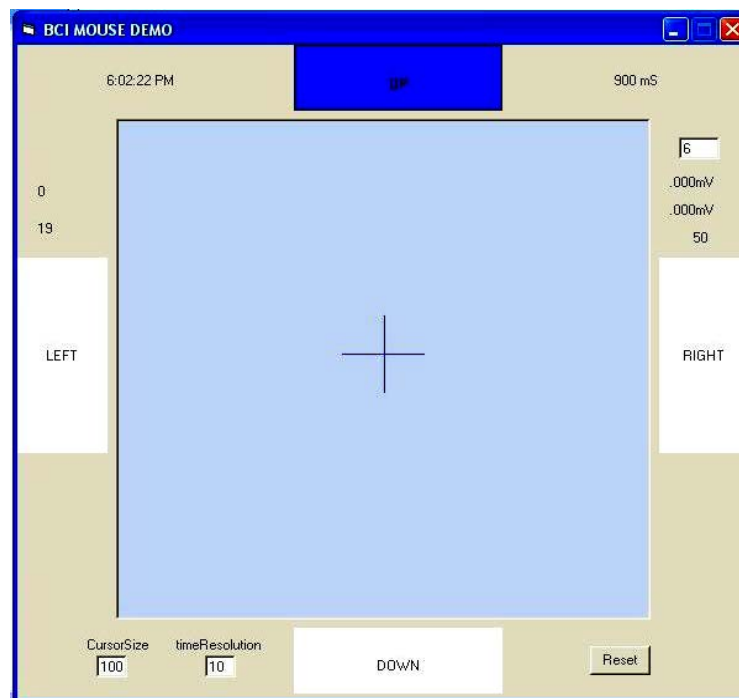 BCI MOUSE DEMO
6:02:22 PM
900 mS
6
.000mV
.000mV
50
0
19
LEFT
RIGHT
CursorSize
100
timeResolution
10
DOWN
Reset